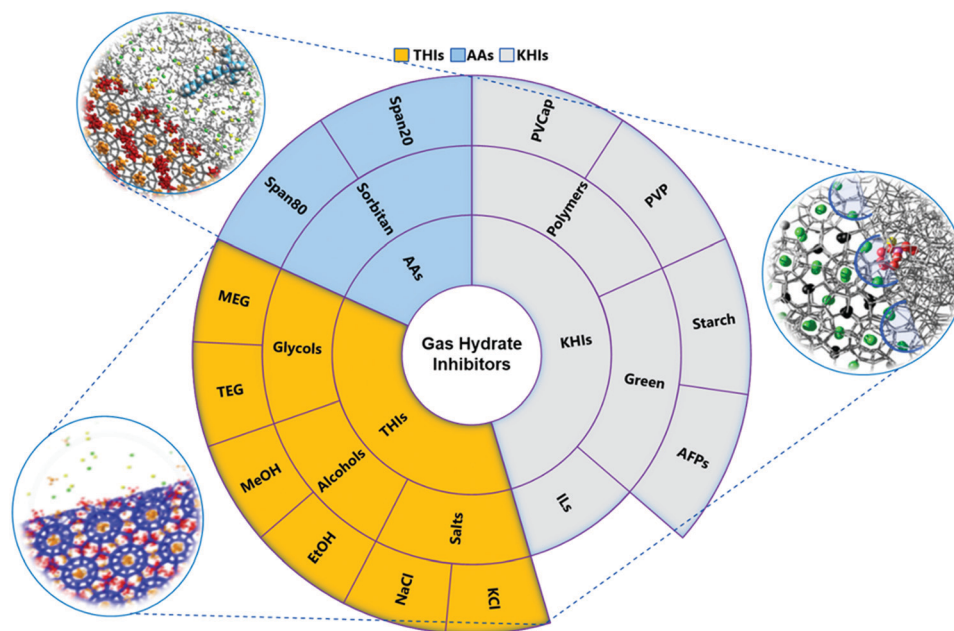 THIs AAs KHIs
Gas Hydrate
Inhibitors
AAs
Sorbitan
Span80
Span20
KHIs
Polymers
PVCap
PVP
Green
Starch
AFPs
ILs
THIs
Salts
KCl
NaCl
Alcohols
EtOH
MeOH
Glycols
TEG
MEG